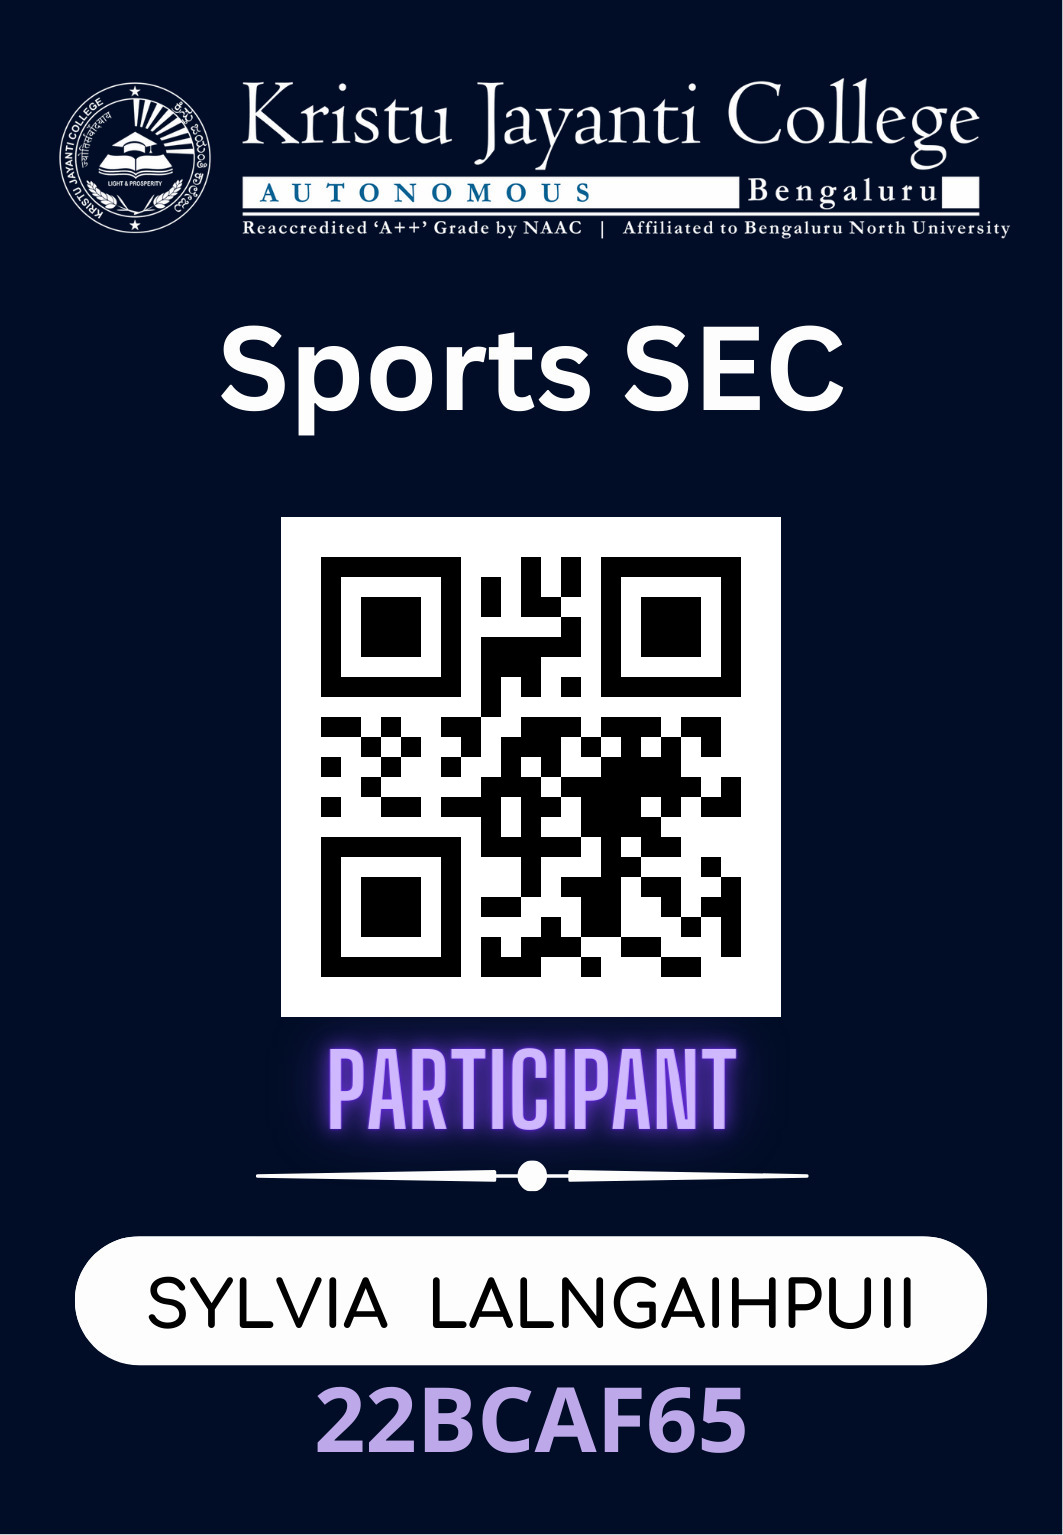 KRISTU JAYANTI COLLEGE
ಕ್ರಿಸ್ತು ಜಯಂತಿ ಕಾಲೇಜು
LIGHT & PROSPERITY
Kristu Jayanti College
AUTONOMOUS Bengaluru
Reaccredited ‘A++’ Grade by NAAC | Affiliated to Bengaluru North University
Sports SEC
PARTICIPANT
SYLVIA LALNGAIHPUII
22BCAF65